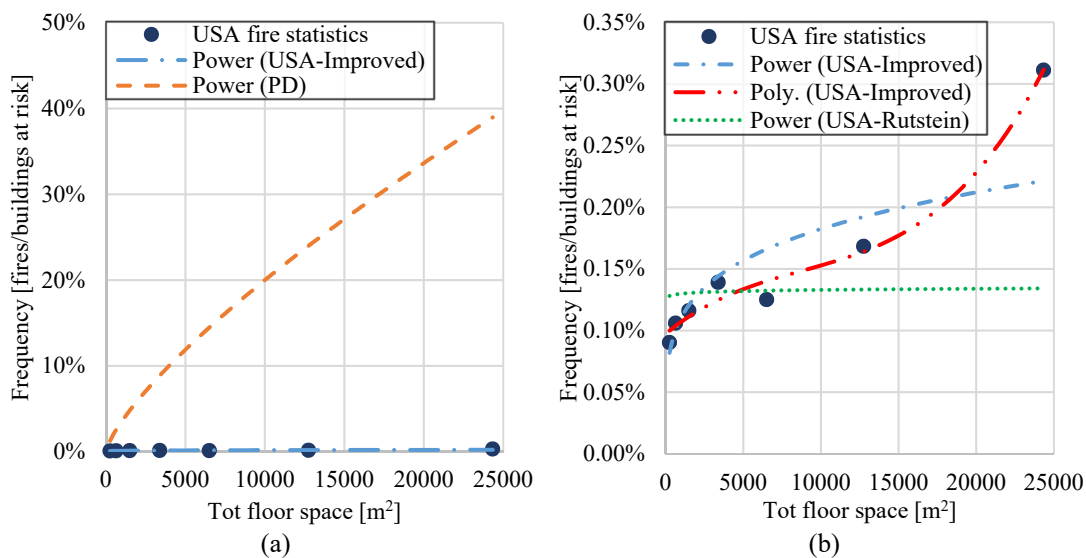 50%
40%
30%
20%
10%
0%
Frequency [fires/buildings at risk]
USA fire statistics
Power (USA-Improved)
Power (PD)
0 5000 10000 15000 20000 25000
Tot floor space [m²]
(a)
0.35%
0.30%
0.25%
0.20%
0.15%
0.10%
0.05%
0.00%
Frequency [fires/buildings at risk]
USA fire statistics
Power (USA-Improved)
Poly. (USA-Improved)
Power (USA-Rutstein)
0 5000 10000 15000 20000 25000
Tot floor space [m²]
(b)